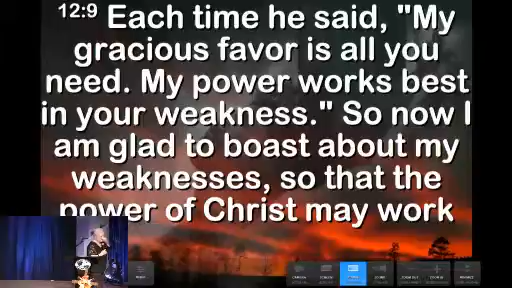 12:9 Each time he said, "My
gracious favor is all you
need. My power works best
in your weakness." So now I
am glad to boast about my
weaknesses, so that the
power of Christ may work